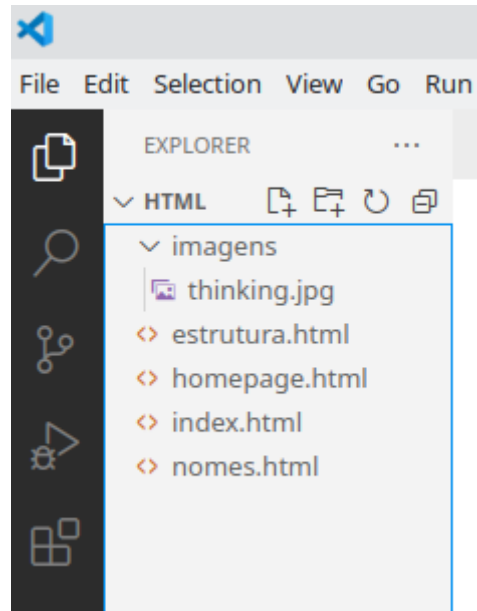 File Edit Selection View Go Run
EXPLORER ...
HTML
imagens
thinking.jpg
estrutura.html
homepage.html
index.html
nomes.html